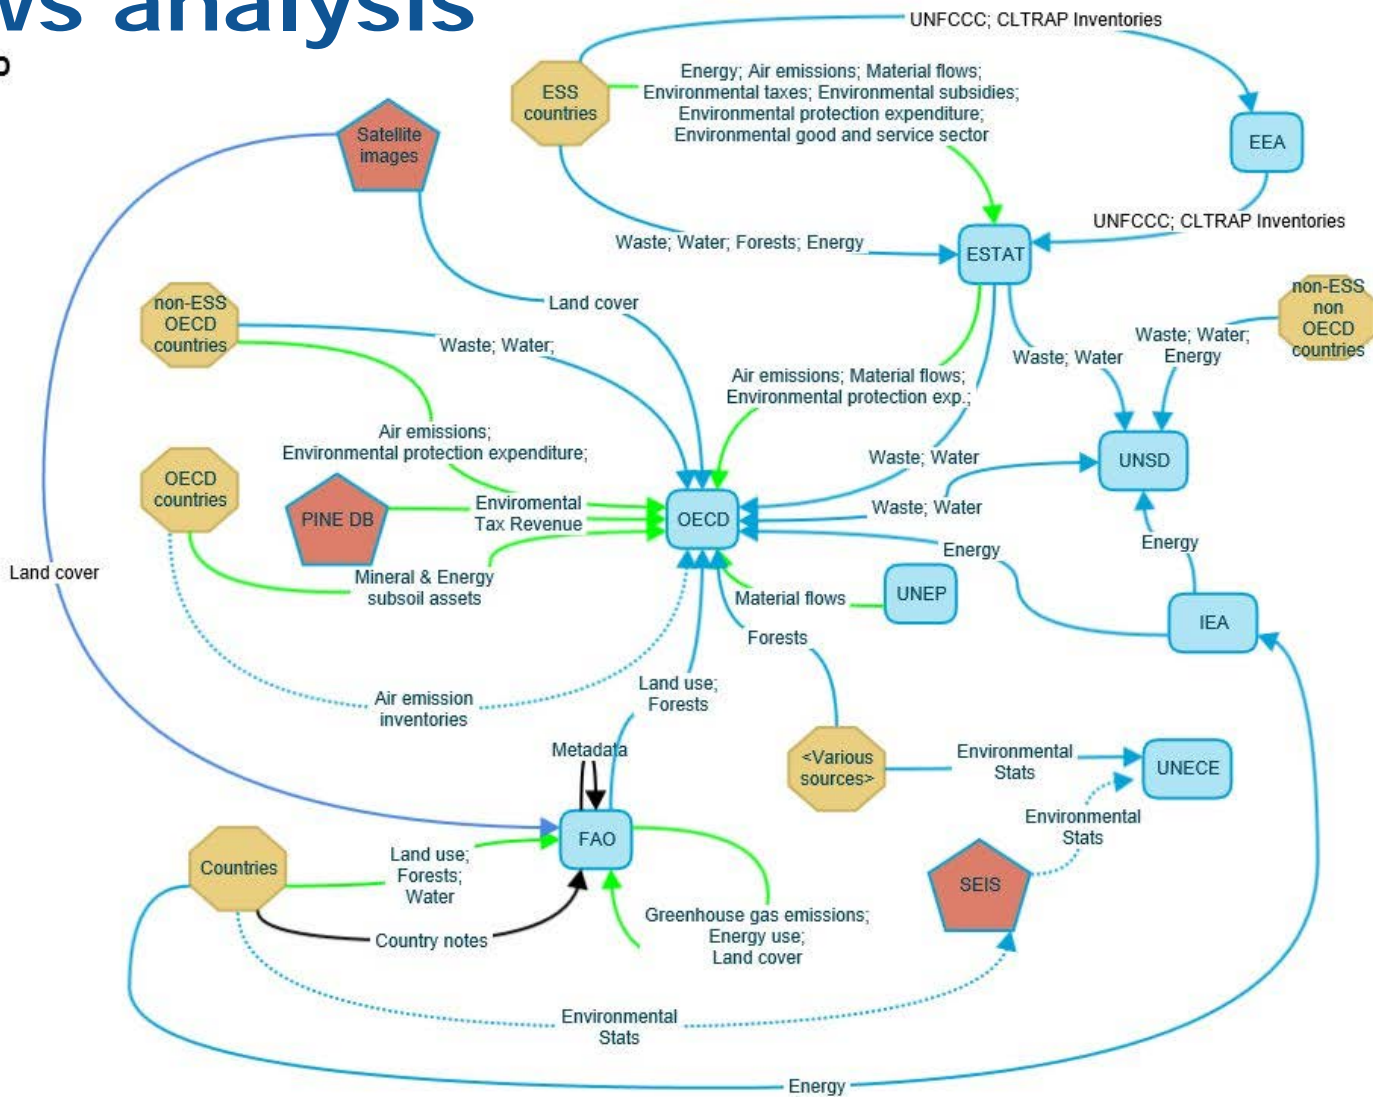 ws analysis
UNFCCC; CLTRAP Inventories
ESS
countries
Energy; Air emissions; Material flows;
Environmental taxes; Environmental subsidies;
Environmental protection expenditure;
Environmental good and service sector
EEA
Satellite
images
UNFCCC; CLTRAP Inventories
Waste; Water; Forests; Energy
ESTAT
non-ESS
OECD
countries
Land cover
non-ESS
non
OECD
countries
Waste; Water;
Waste; Water
Waste; Water;
Energy
Air emissions; Material flows;
Environmental protection exp.;
Air emissions;
Environmental protection expenditure;
Waste; Water
UNSD
OECD
countries
PINE DB
Enviromental
Tax Revenue
OECD
Waste; Water
Energy
Energy
Land cover
Mineral & Energy
subsoil assets
Material flows
UNEP
IEA
Forests
Air emission
inventories
Land use;
Forests
Metadata
<Various
sources>
Environmental
Stats
UNECE
Environmental
Stats
FAO
Countries
Land use;
Forests;
Water
SEIS
Country notes
Greenhouse gas emissions;
Energy use;
Land cover
Environmental
Stats
Energy